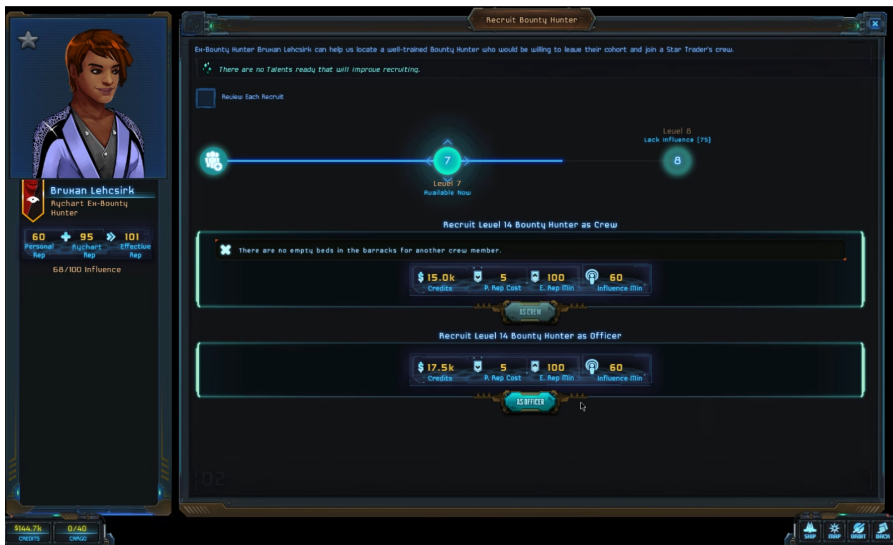 Recruit Bounty Hunter
Ex-Bounty Hunter Bruxan Lehcsirk can help us locate a well-trained Bounty Hunter who would be willing to leave their cohort and join a Star Trader's crew.
There are no Talents ready that will improve recruiting.
Review Each Recruit
Level 8
Lack Influence (75)
7
8
Level 7
Available Now
Bruxan Lehcsirk
Rychart Ex-Bounty
Hunter
60 95 101
Personal Rychart Effective
Rep Rep Rep
68/100 Influence
Recruit Level 14 Bounty Hunter as Crew
There are no empty beds in the barracks for another crew member.
$ 15.0k 5 100 60
Credits P. Rep Cost E. Rep Min Influence Min
AS CREW
Recruit Level 14 Bounty Hunter as Officer
$ 17.5k 5 100 60
Credits P. Rep Cost E. Rep Min Influence Min
AS OFFICER
02
$144.7k 0/40
CREDITS CARGO
SHIP MAP ORBIT BACK